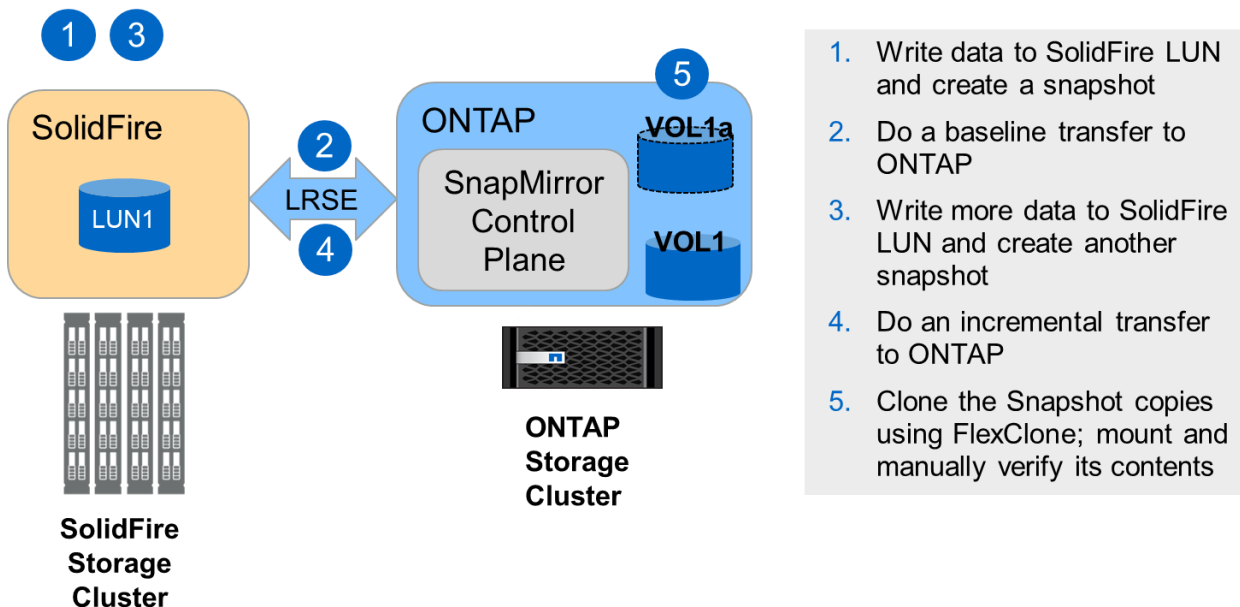 1
3
SolidFire
LUN1
2
LRSE
4
5
ONTAP
VOL1a
SnapMirror
Control
Plane
VOL1
SolidFire
Storage
Cluster
ONTAP
Storage
Cluster
1. Write data to SolidFire LUN
and create a snapshot
2. Do a baseline transfer to
ONTAP
3. Write more data to SolidFire
LUN and create another
snapshot
4. Do an incremental transfer
to ONTAP
5. Clone the Snapshot copies
using FlexClone; mount and
manually verify its contents